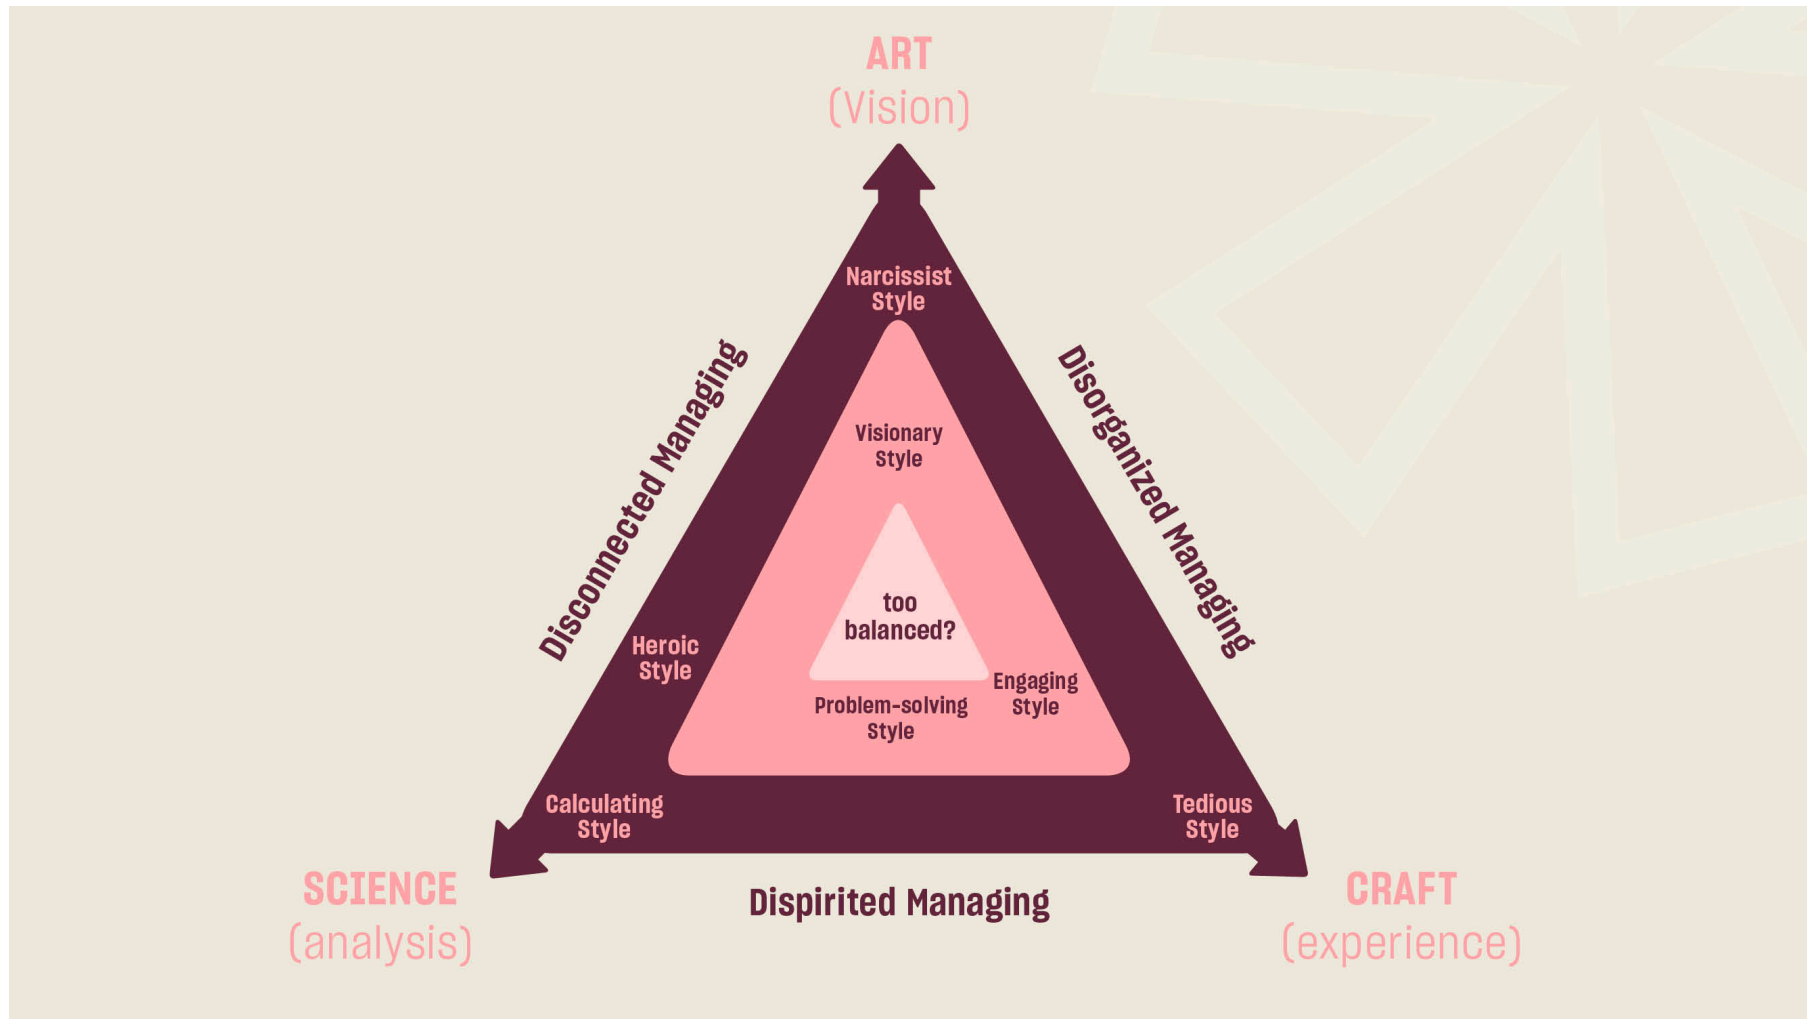 ART
(Vision)
Narcissist
Style
Disconnected Managing
Disorganized Managing
Visionary
Style
too
balanced?
Heroic
Style
Engaging
Style
Problem-solving
Style
Calculating
Style
Tedious
Style
SCIENCE
(analysis)
Dispirited Managing
CRAFT
(experience)